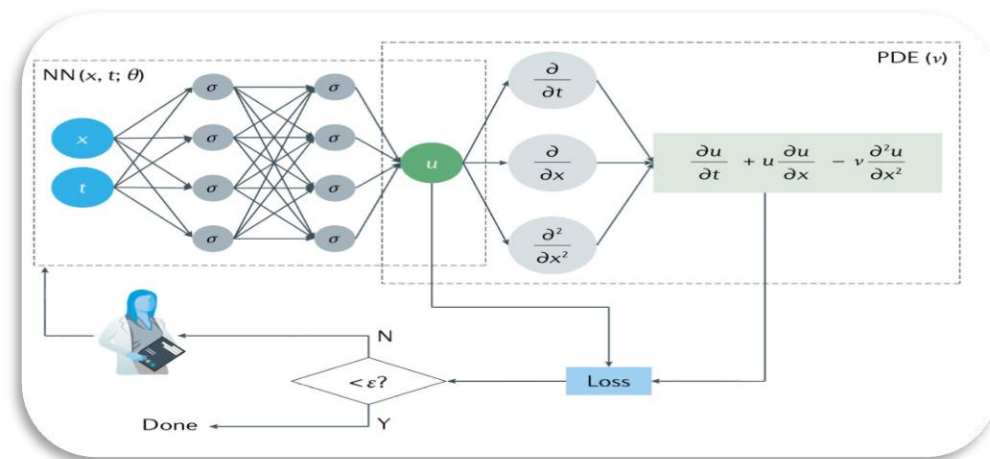 NN (x, t; θ)
PDE (ν)
x
t
σ σ
σ σ
σ σ
σ σ
u
∂/∂t
∂/∂x
∂²/∂x²
∂u/∂t + u ∂u/∂x − ν ∂²u/∂x²
N
< ε?
Loss
Y
Done